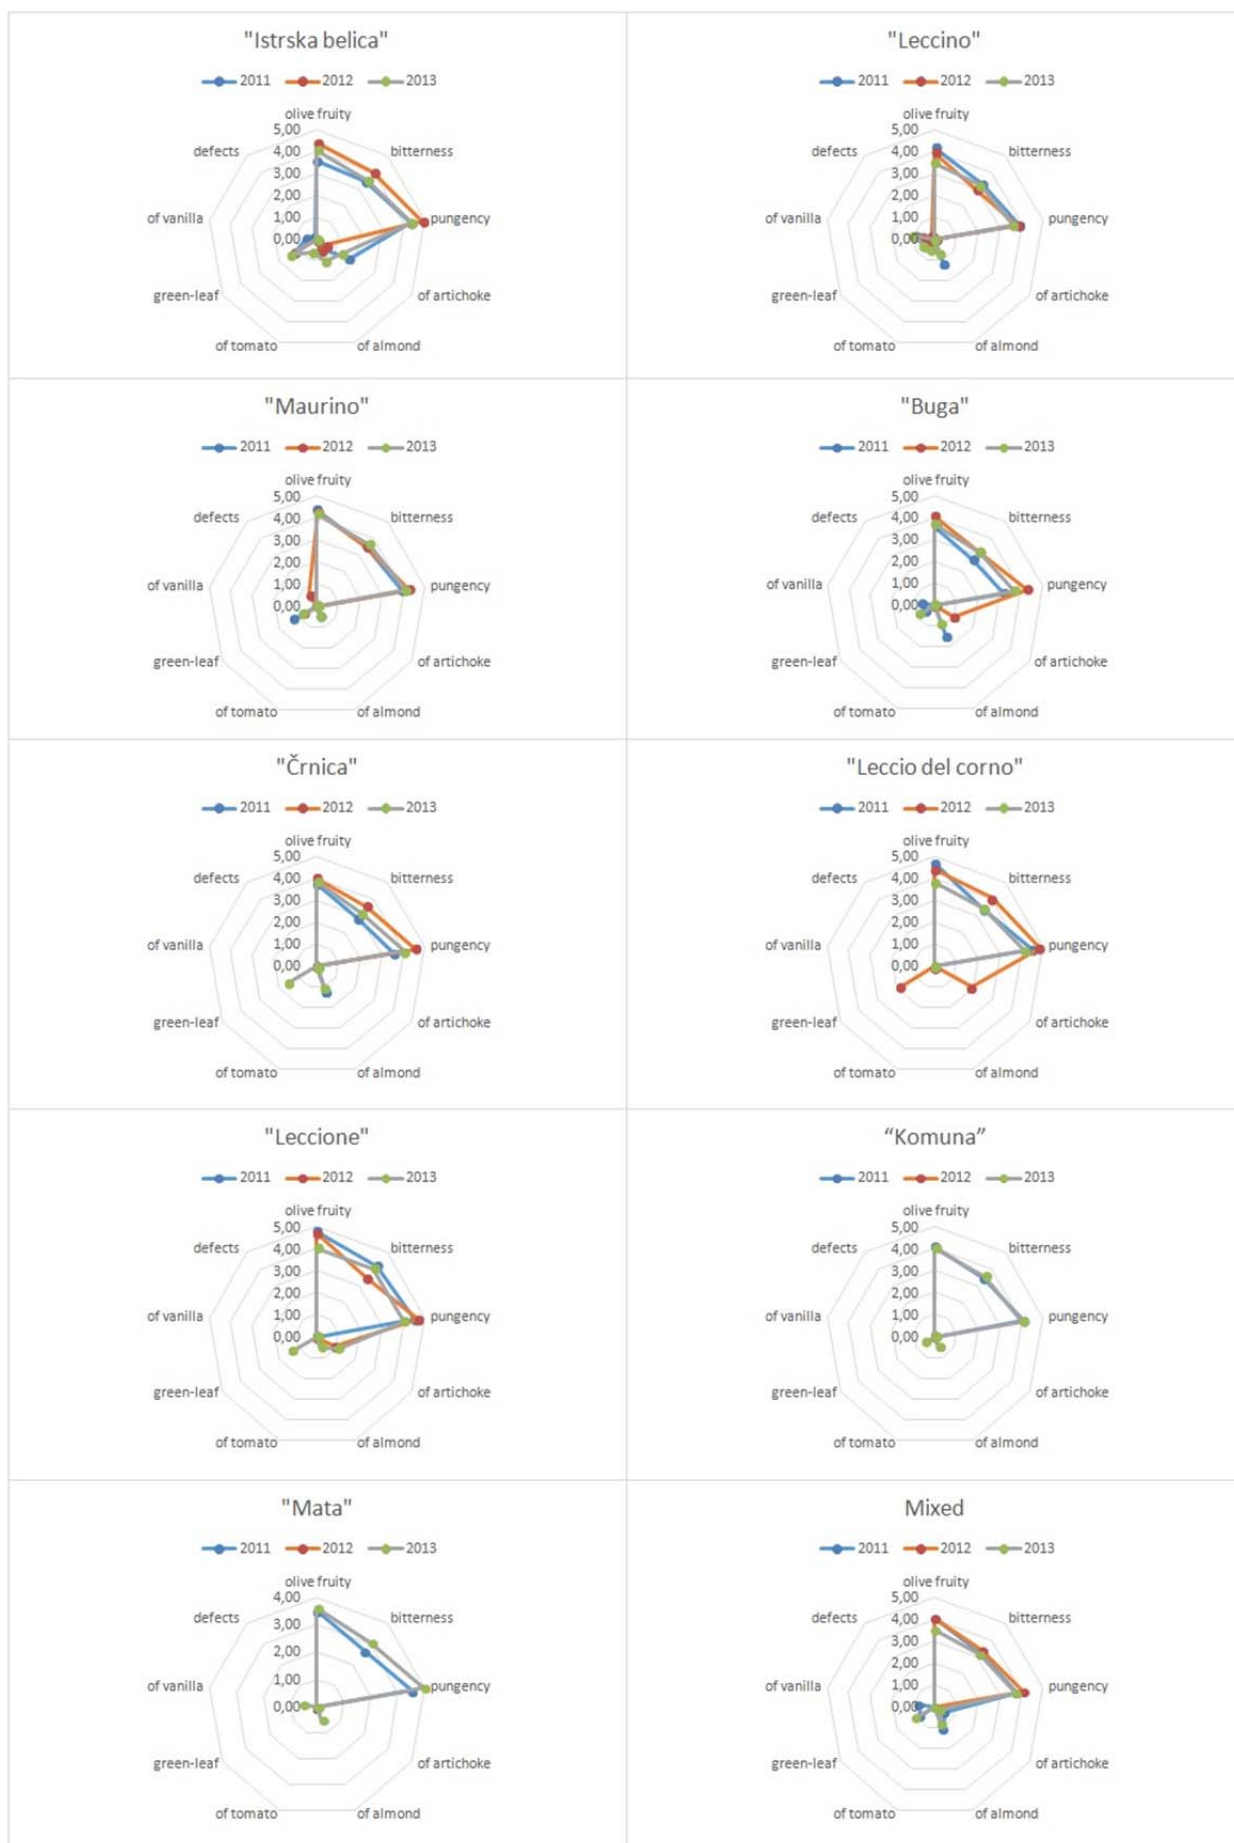 "Istrska belica"
2011 2012 2013
olive fruity
5,00
defects 4,00 bitterness
3,00
2,00
of vanilla 1,00 pungency
0,00
green-leaf of artichoke
of tomato of almond
"Leccino"
2011 2012 2013
olive fruity
5,00
defects 4,00 bitterness
3,00
2,00
of vanilla 1,00 pungency
0,00
green-leaf of artichoke
of tomato of almond
"Maurino"
2011 2012 2013
olive fruity
5,00
defects 4,00 bitterness
3,00
2,00
of vanilla 1,00 pungency
0,00
green-leaf of artichoke
of tomato of almond
"Buga"
2011 2012 2013
olive fruity
5,00
defects 4,00 bitterness
3,00
2,00
of vanilla 1,00 pungency
0,00
green-leaf of artichoke
of tomato of almond
"Črnica"
2011 2012 2013
olive fruity
5,00
defects 4,00 bitterness
3,00
2,00
of vanilla 1,00 pungency
0,00
green-leaf of artichoke
of tomato of almond
"Leccio del corno"
2011 2012 2013
olive fruity
5,00
defects 4,00 bitterness
3,00
2,00
of vanilla 1,00 pungency
0,00
green-leaf of artichoke
of tomato of almond
"Leccione"
2011 2012 2013
olive fruity
5,00
defects 4,00 bitterness
3,00
2,00
of vanilla 1,00 pungency
0,00
green-leaf of artichoke
of tomato of almond
“Komuna”
2011 2012 2013
olive fruity
5,00
defects 4,00 bitterness
3,00
2,00
of vanilla 1,00 pungency
0,00
green-leaf of artichoke
of tomato of almond
"Mata"
2011 2012 2013
olive fruity
4,00
defects 3,00 bitterness
2,00
of vanilla 1,00 pungency
0,00
green-leaf of artichoke
of tomato of almond
Mixed
2011 2012 2013
olive fruity
5,00
defects 4,00 bitterness
3,00
2,00
of vanilla 1,00 pungency
0,00
green-leaf of artichoke
of tomato of almond